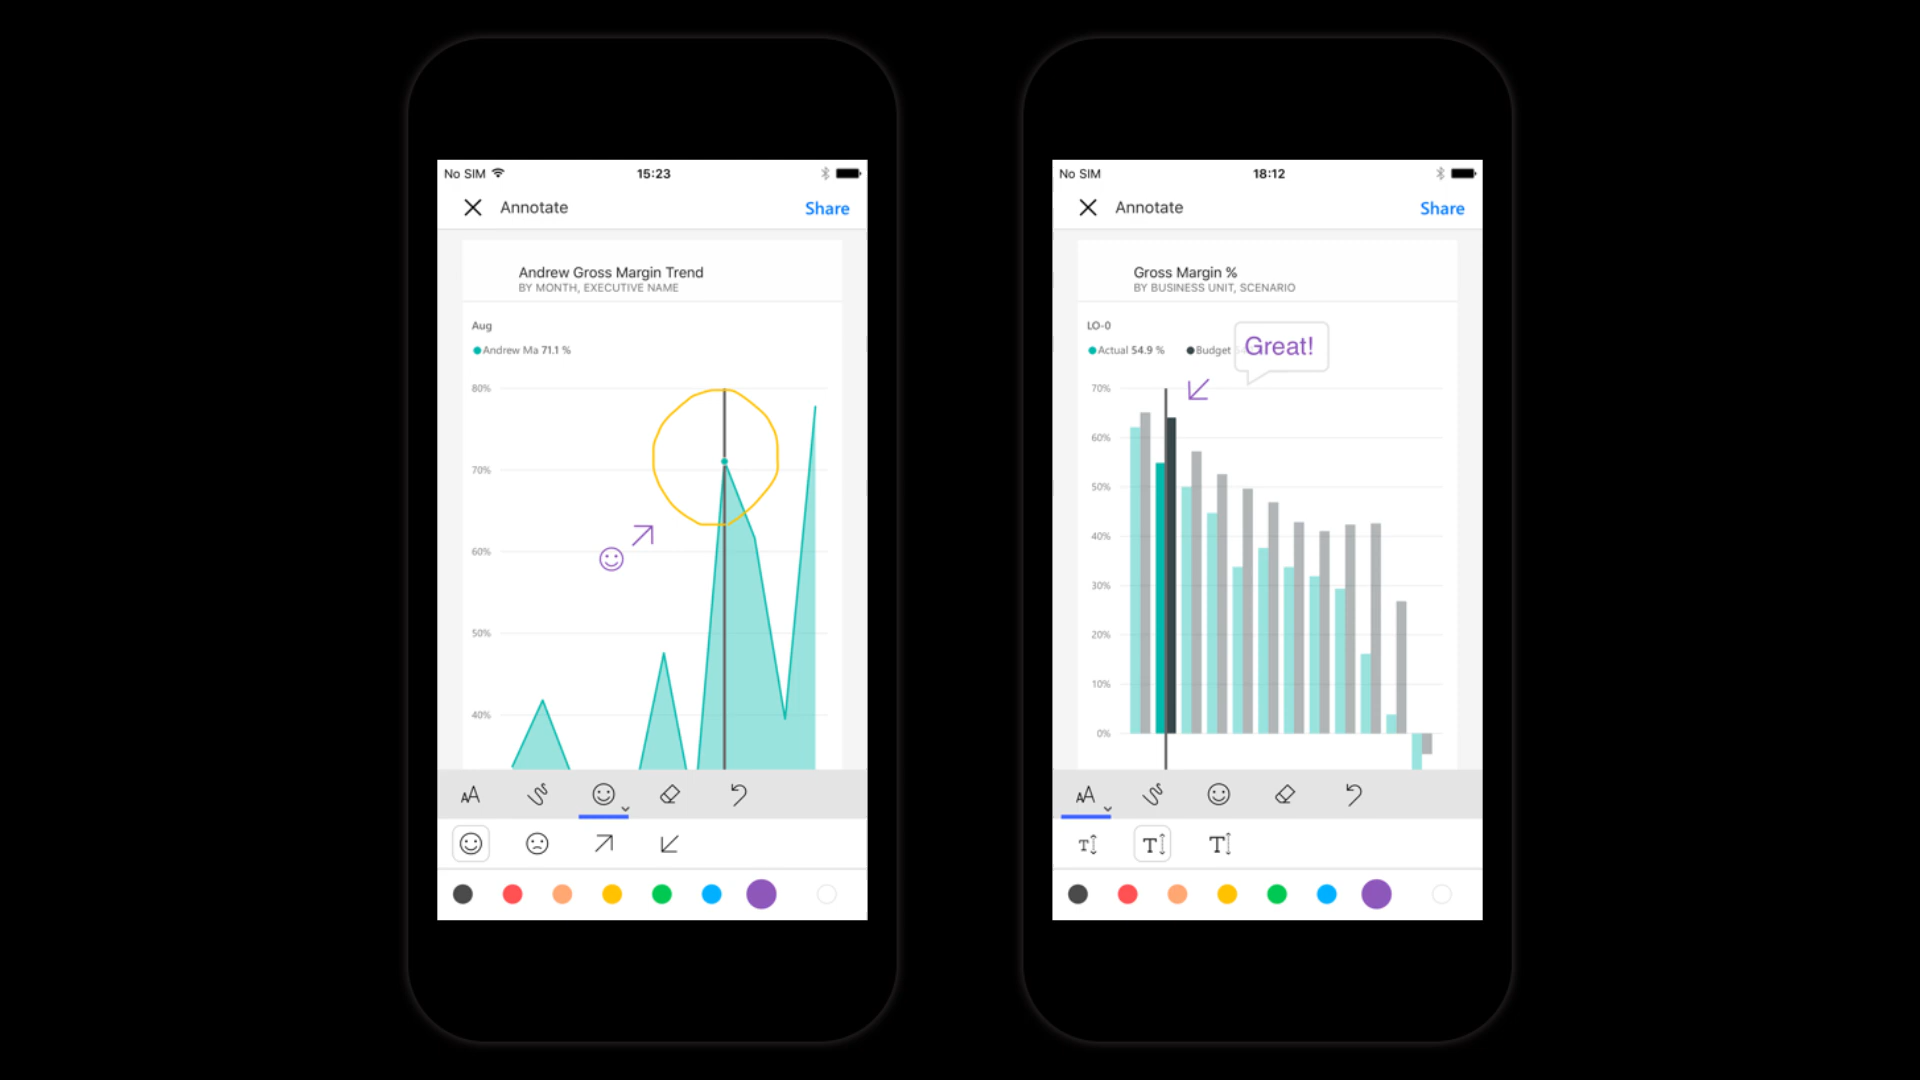 No SIM 15:23
Annotate Share
Andrew Gross Margin Trend
BY MONTH, EXECUTIVE NAME
Aug
Andrew Ma 71.1 %
80%
70%
60%
50%
40%
AA
No SIM 18:12
Annotate Share
Gross Margin %
BY BUSINESS UNIT, SCENARIO
LO-0
Actual 54.9 % Budget
Great!
70%
60%
50%
40%
30%
20%
10%
0%
AA
T T T